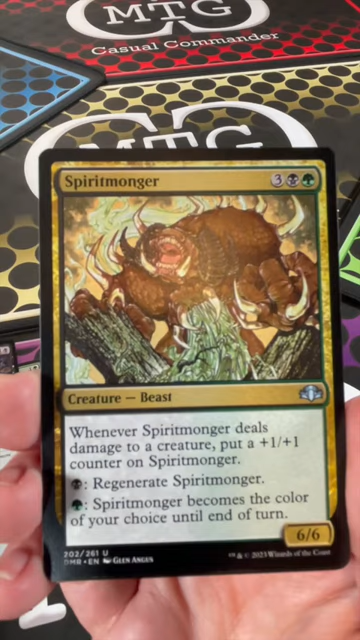 MTG
Casual Commander
MTG
Spiritmonger 3
Creature — Beast
Whenever Spiritmonger deals
damage to a creature, put a +1/+1
counter on Spiritmonger.
: Regenerate Spiritmonger.
: Spiritmonger becomes the color
of your choice until end of turn.
6/6
202/261 U
DMR • EN Glen Angus
™ & © 2023 Wizards of the Coast